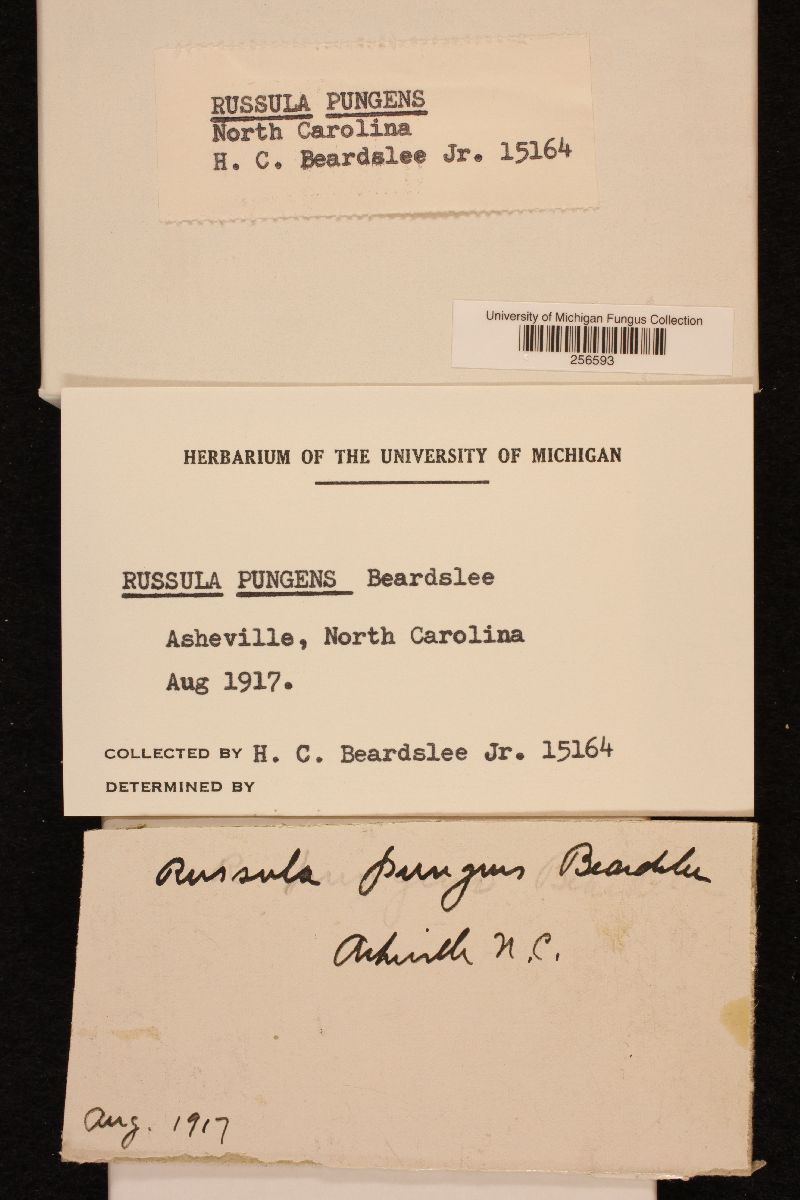 RUSSULA PUNGENS
North Carolina
H. C. Beardslee Jr. 15164
University of Michigan Fungus Collection
256593
HERBARIUM OF THE UNIVERSITY OF MICHIGAN
RUSSULA PUNGENS Beardslee
Asheville, North Carolina
Aug 1917.
COLLECTED BY H. C. Beardslee Jr. 15164
DETERMINED BY
Russula pungens Beardslee
Asheville N.C.
Aug. 1917